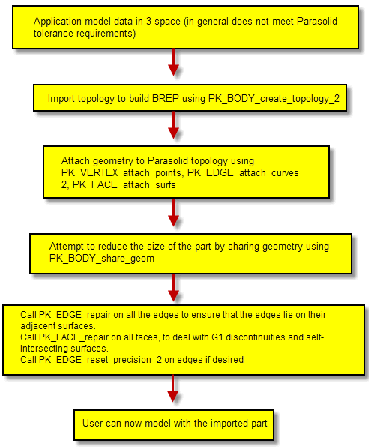 Application model data in 3 space (in general does not meet Parasolid
tolerance requirements)
Import topology to build BREP using PK_BODY_create_topology_2
Attach geometry to Parasolid topology using
PK_VERTEX_attach_points, PK_EDGE_attach_curves
2, PK_FACE_attach_surfs
Attempt to reduce the size of the part by sharing geometry using
PK_BODY_share_geom
Call PK_EDGE_repair on all the edges to ensure that the edges lie on their
adjacent surfaces.
Call PK_FACE_repair on all faces, to deal with G1 discontinuities and self-
intersecting surfaces.
Call PK_EDGE_reset_precision_2 on edges if desired
User can now model with the imported part